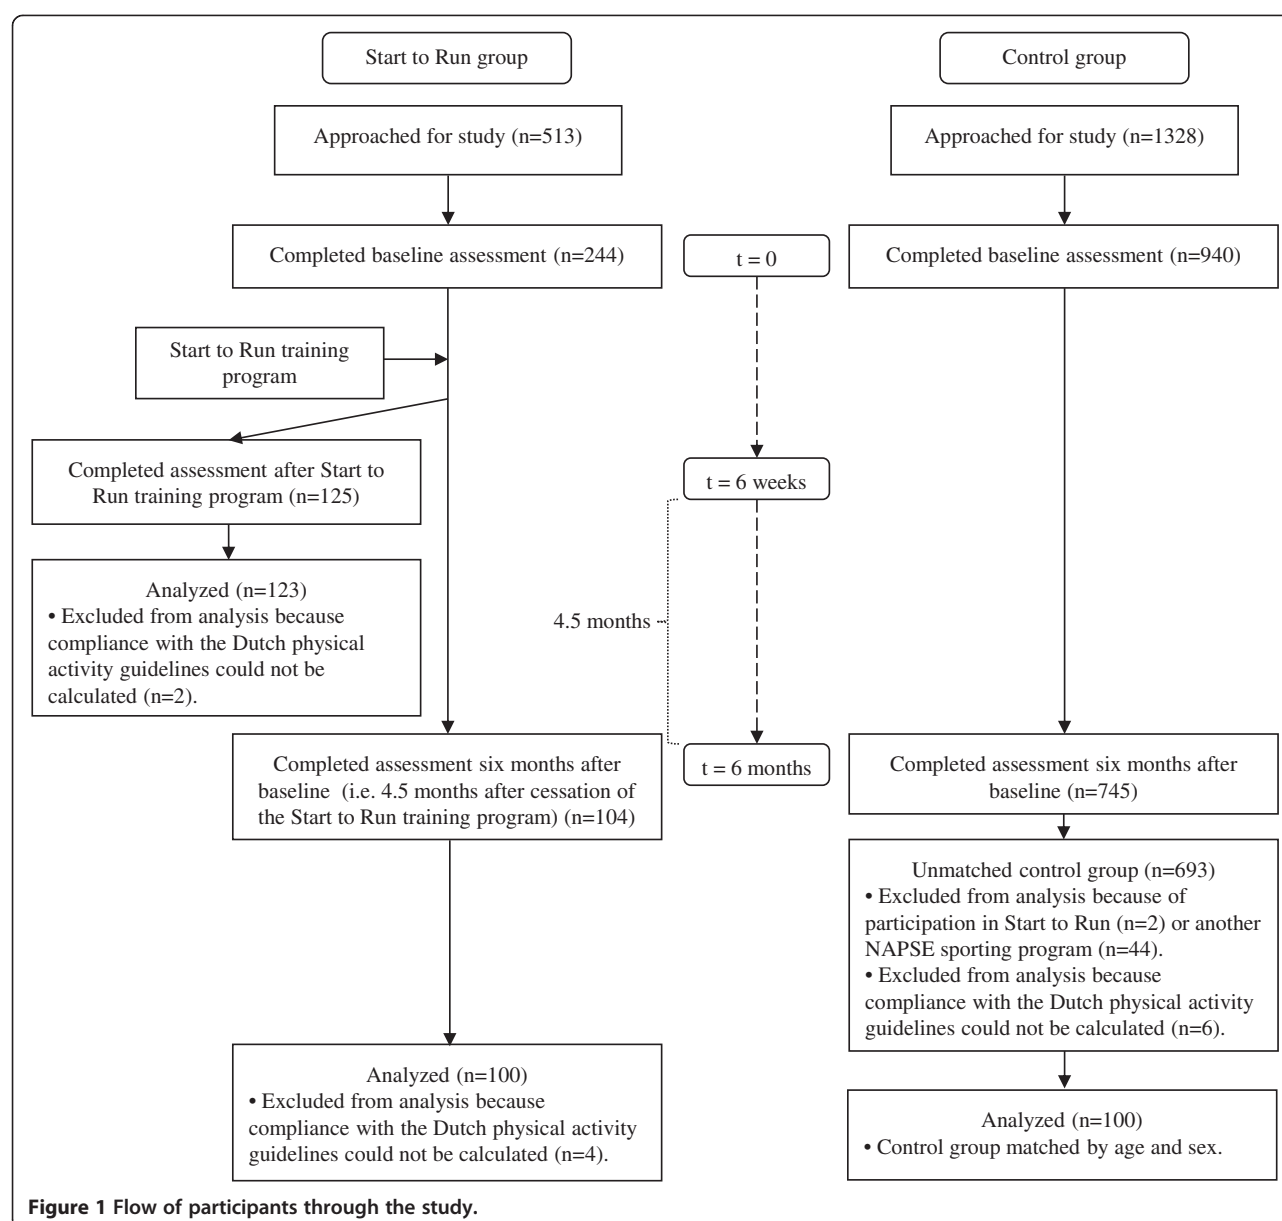 Start to Run group
Control group
Approached for study (n=513)
Approached for study (n=1328)
Completed baseline assessment (n=244)
t = 0
Completed baseline assessment (n=940)
Start to Run training
program
Completed assessment after Start to
Run training program (n=125)
t = 6 weeks
Analyzed (n=123)
• Excluded from analysis because
compliance with the Dutch physical
activity guidelines could not be
calculated (n=2).
4.5 months
Completed assessment six months after
baseline  (i.e. 4.5 months after cessation of
the Start to Run training program) (n=104)
t = 6 months
Completed assessment six months after
baseline (n=745)
Unmatched control group (n=693)
• Excluded from analysis because of
participation in Start to Run (n=2) or another
NAPSE sporting program (n=44).
• Excluded from analysis because
compliance with the Dutch physical activity
guidelines could not be calculated (n=6).
Analyzed (n=100)
• Excluded from analysis because
compliance with the Dutch physical activity
guidelines could not be calculated (n=4).
Analyzed (n=100)
• Control group matched by age and sex.
Figure 1 Flow of participants through the study.